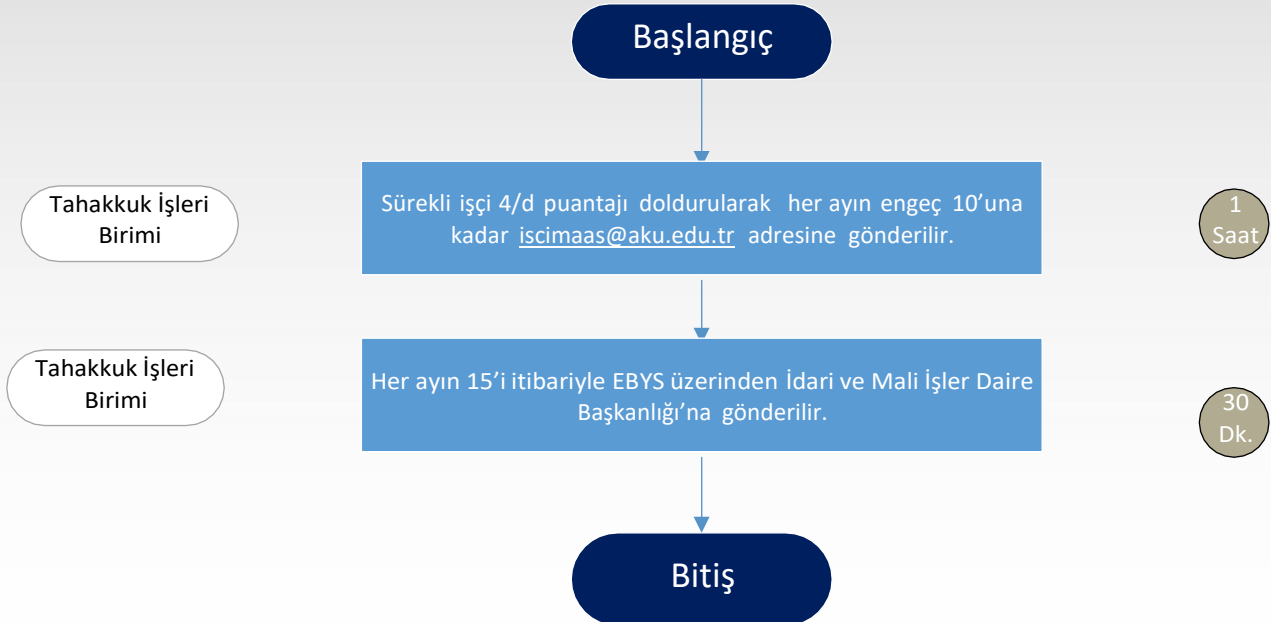 Başlangıç
Tahakkuk İşleri
Birimi
Sürekli işçi 4/d puantajı doldurularak her ayın engeç 10’una
kadar iscimaas@aku.edu.tr adresine gönderilir.
1
Saat
Tahakkuk İşleri
Birimi
Her ayın 15’i itibariyle EBYS üzerinden İdari ve Mali İşler Daire
Başkanlığı’na gönderilir.
30
Dk.
Bitiş